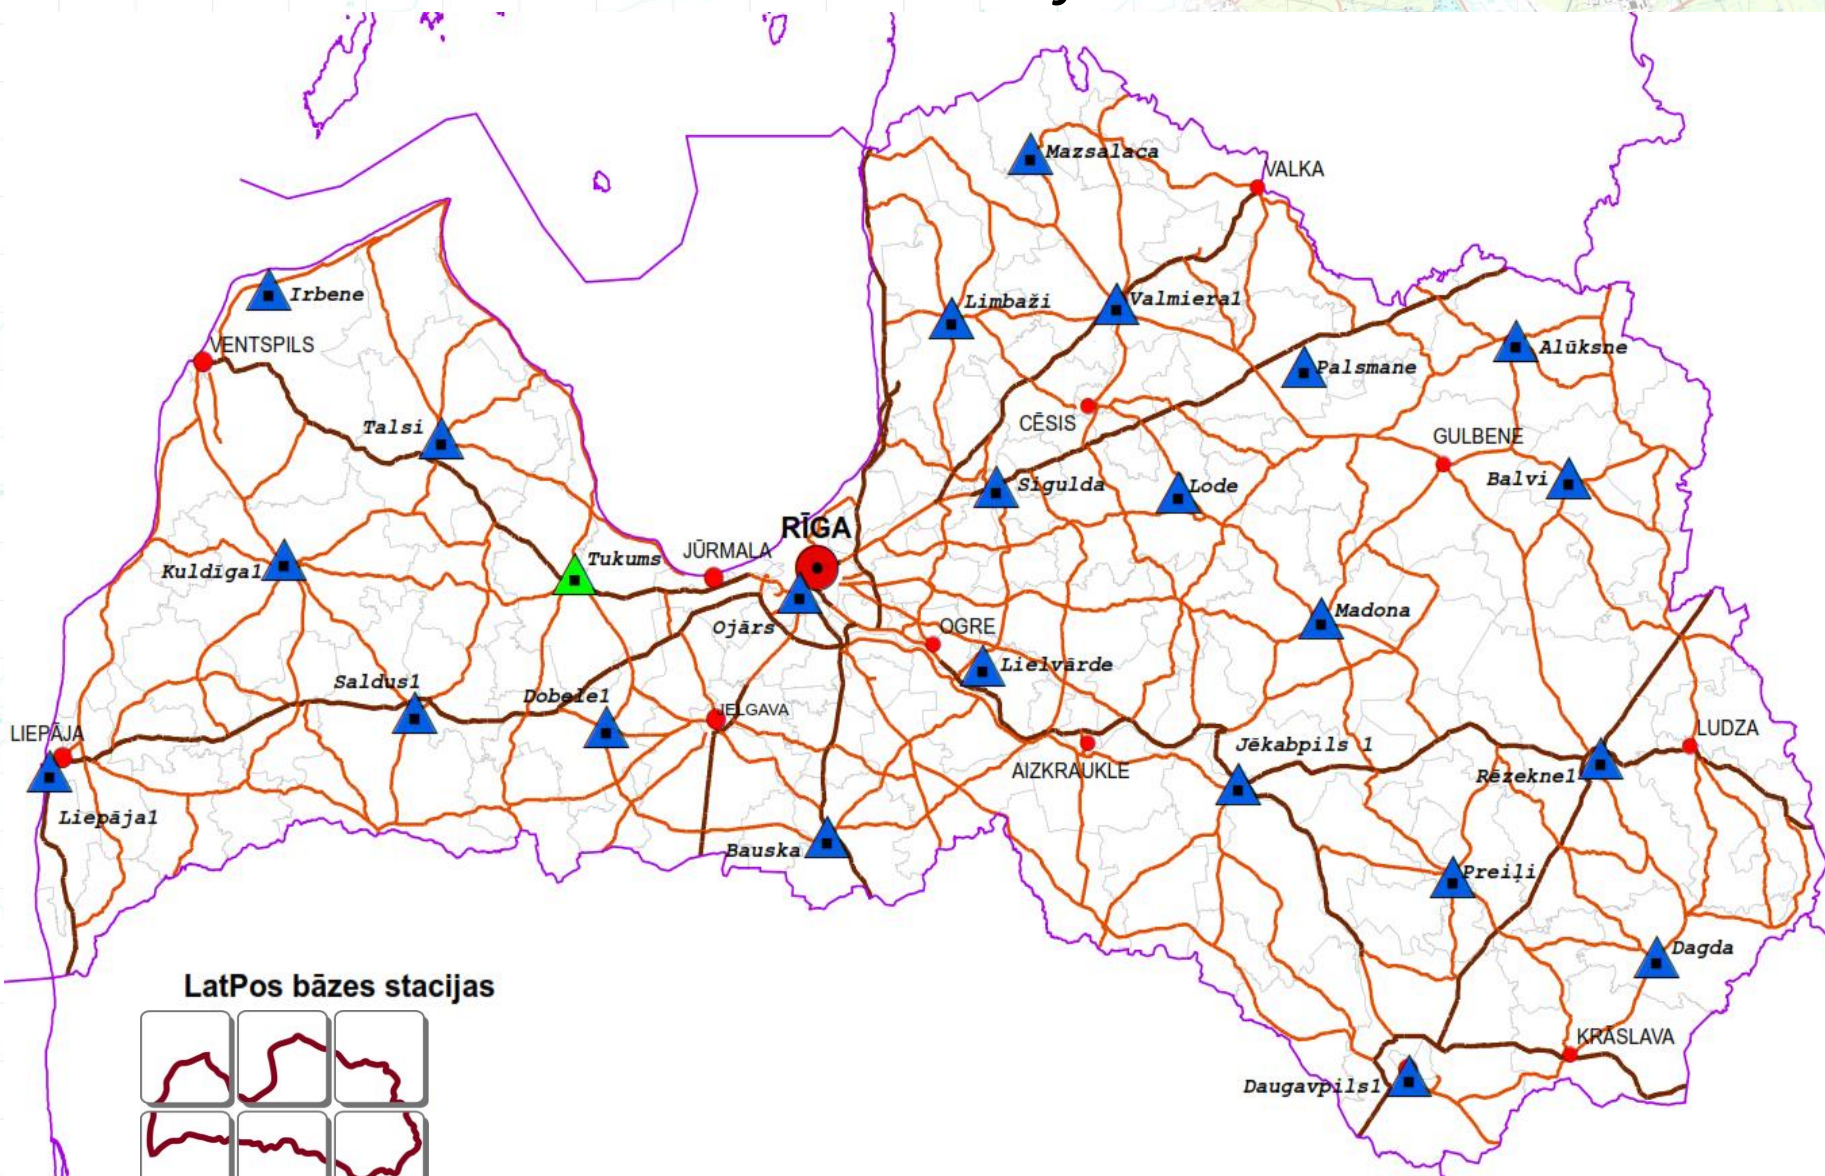 Mazsalaca
VALKA
Irbene
Limbaži
Valmiera1
VENTSPILS
Alūksne
Palsmane
Talsi
CĒSIS
GULBENE
Balvi
Sigulda
Lode
RĪGA
JŪRMALA
Tukums
Kuldīga1
Madona
Ojārs
OGRE
Lielvārde
Saldus1
Dobele1
JELGAVA
LIEPĀJA
LUDZA
Jēkabpils 1
AIZKRAUKLE
Rēzekne1
Liepāja1
Bauska
Preiļi
Dagda
LatPos bāzes stacijas
KRĀSLAVA
Daugavpils1